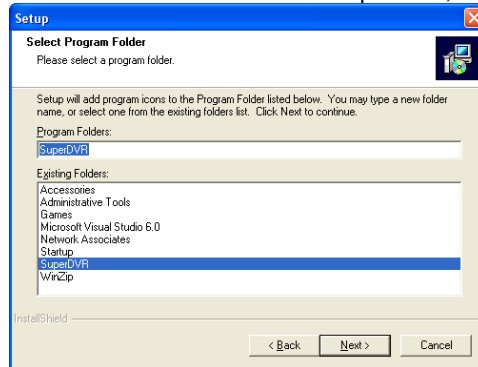 Setup
Select Program Folder
Please select a program folder.
Setup will add program icons to the Program Folder listed below. You may type a new folder
name, or select one from the existing folders list. Click Next to continue.
Program Folders:
SuperDVR
Existing Folders:
Accessories
Administrative Tools
Games
Microsoft Visual Studio 6.0
Network Associates
Startup
SuperDVR
WinZip
InstallShield
< Back Next > Cancel